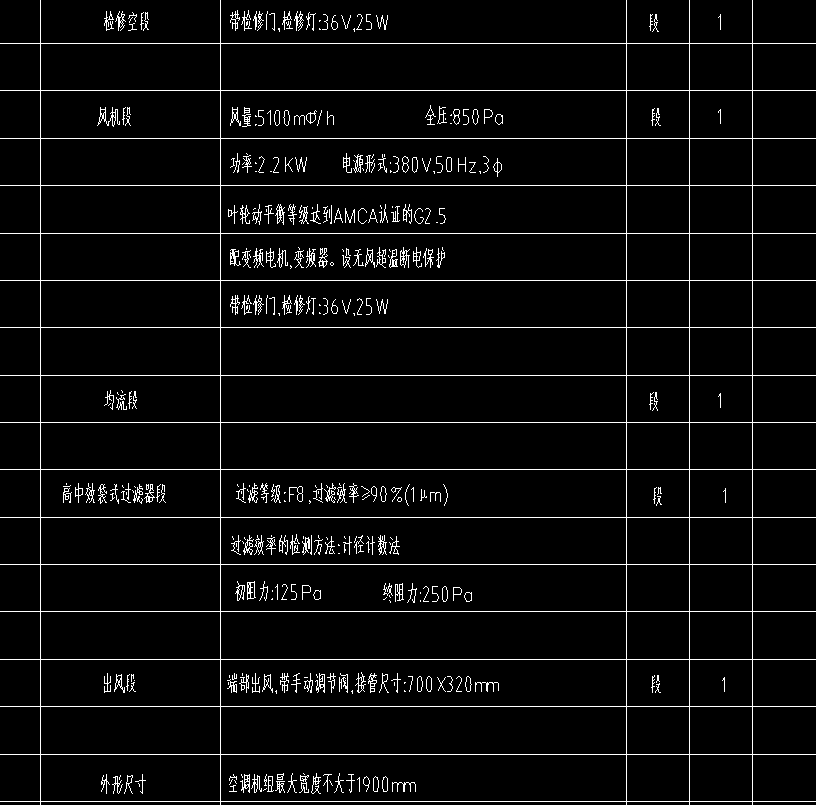 检修空段 带检修门,检修灯:36V,25W 段 1
风机段 风量:5100mф/h 全压:850Pa 段 1
功率:2.2KW 电源形式:380V,50Hz,3ф
叶轮动平衡等级达到AMCA认证的G2.5
配变频电机,变频器。设无风超温断电保护
带检修门,检修灯:36V,25W
均流段 段 1
高中效袋式过滤器段 过滤等级:F8,过滤效率≥90%(1μm) 段 1
过滤效率的检测方法:计径计数法
初阻力:125Pa 终阻力:250Pa
出风段 端部出风,带手动调节阀,接管尺寸:700X320mm 段 1
外形尺寸 空调机组最大宽度不大于1900mm